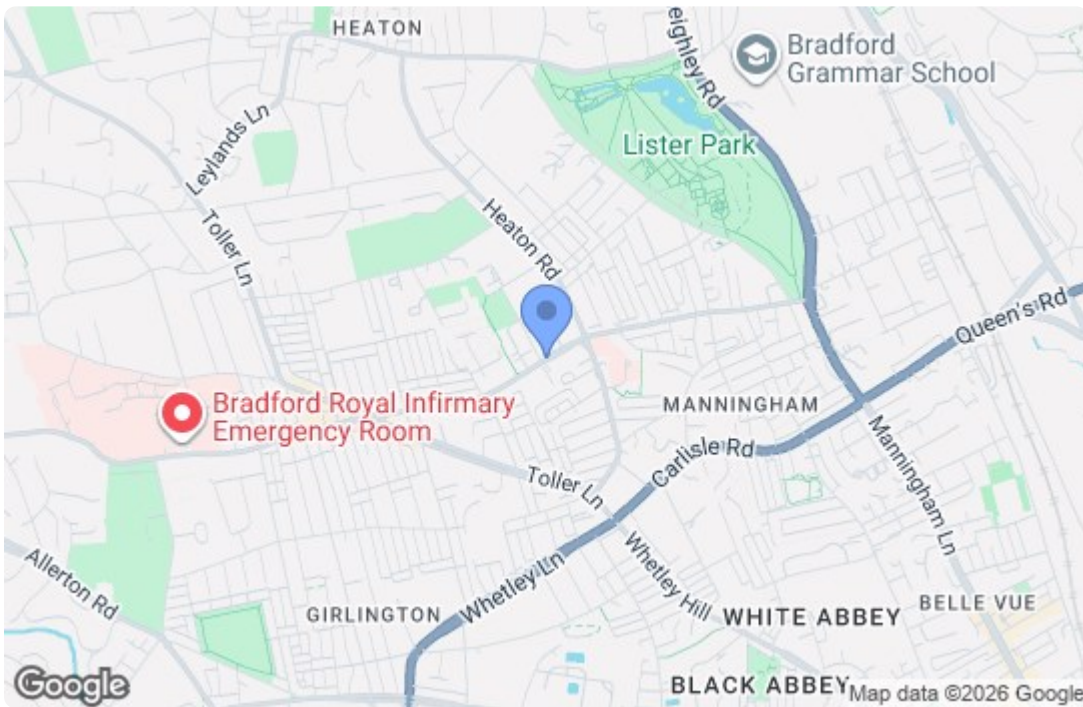 HEATON
eighley Rd
Bradford
Grammar School
Leylands Ln
Lister Park
Toller Ln
Heaton Rd
Queen's Rd
Bradford Royal Infirmary
Emergency Room
MANNINGHAM
Carlisle Rd
Toller Ln
Manningham Ln
Allerton Rd
Whetley Ln
Whetley Hill
GIRLINGTON
WHITE ABBEY
BELLE VUE
BLACK ABBEY
Google
Map data ©2026 Google